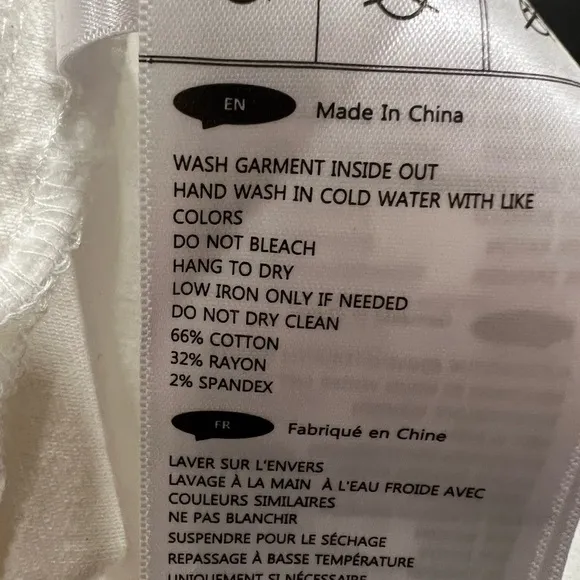 EN
Made In China
WASH GARMENT INSIDE OUT
HAND WASH IN COLD WATER WITH LIKE
COLORS
DO NOT BLEACH
HANG TO DRY
LOW IRON ONLY IF NEEDED
DO NOT DRY CLEAN
66% COTTON
32% RAYON
2% SPANDEX
FR
Fabriqué en Chine
LAVER SUR L'ENVERS
LAVAGE À LA MAIN À L'EAU FROIDE AVEC
COULEURS SIMILAIRES
NE PAS BLANCHIR
SUSPENDRE POUR LE SÉCHAGE
REPASSAGE À BASSE TEMPÉRATURE
UNIQUEMENT SI NÉCESSAIRE